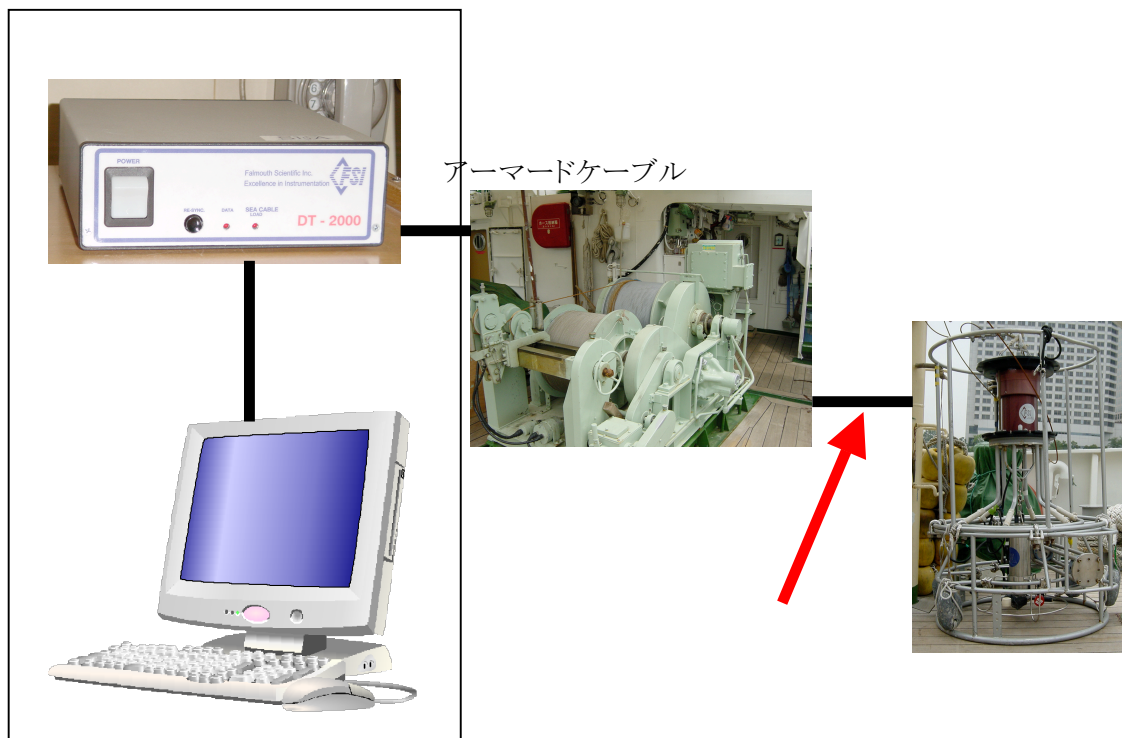 アーマードケーブル
POWER
Falmouth Scientific Inc.
Excellence in Instrumentation
FSI
RE-SYNC
DATA
SEA CABLE
DT - 2000